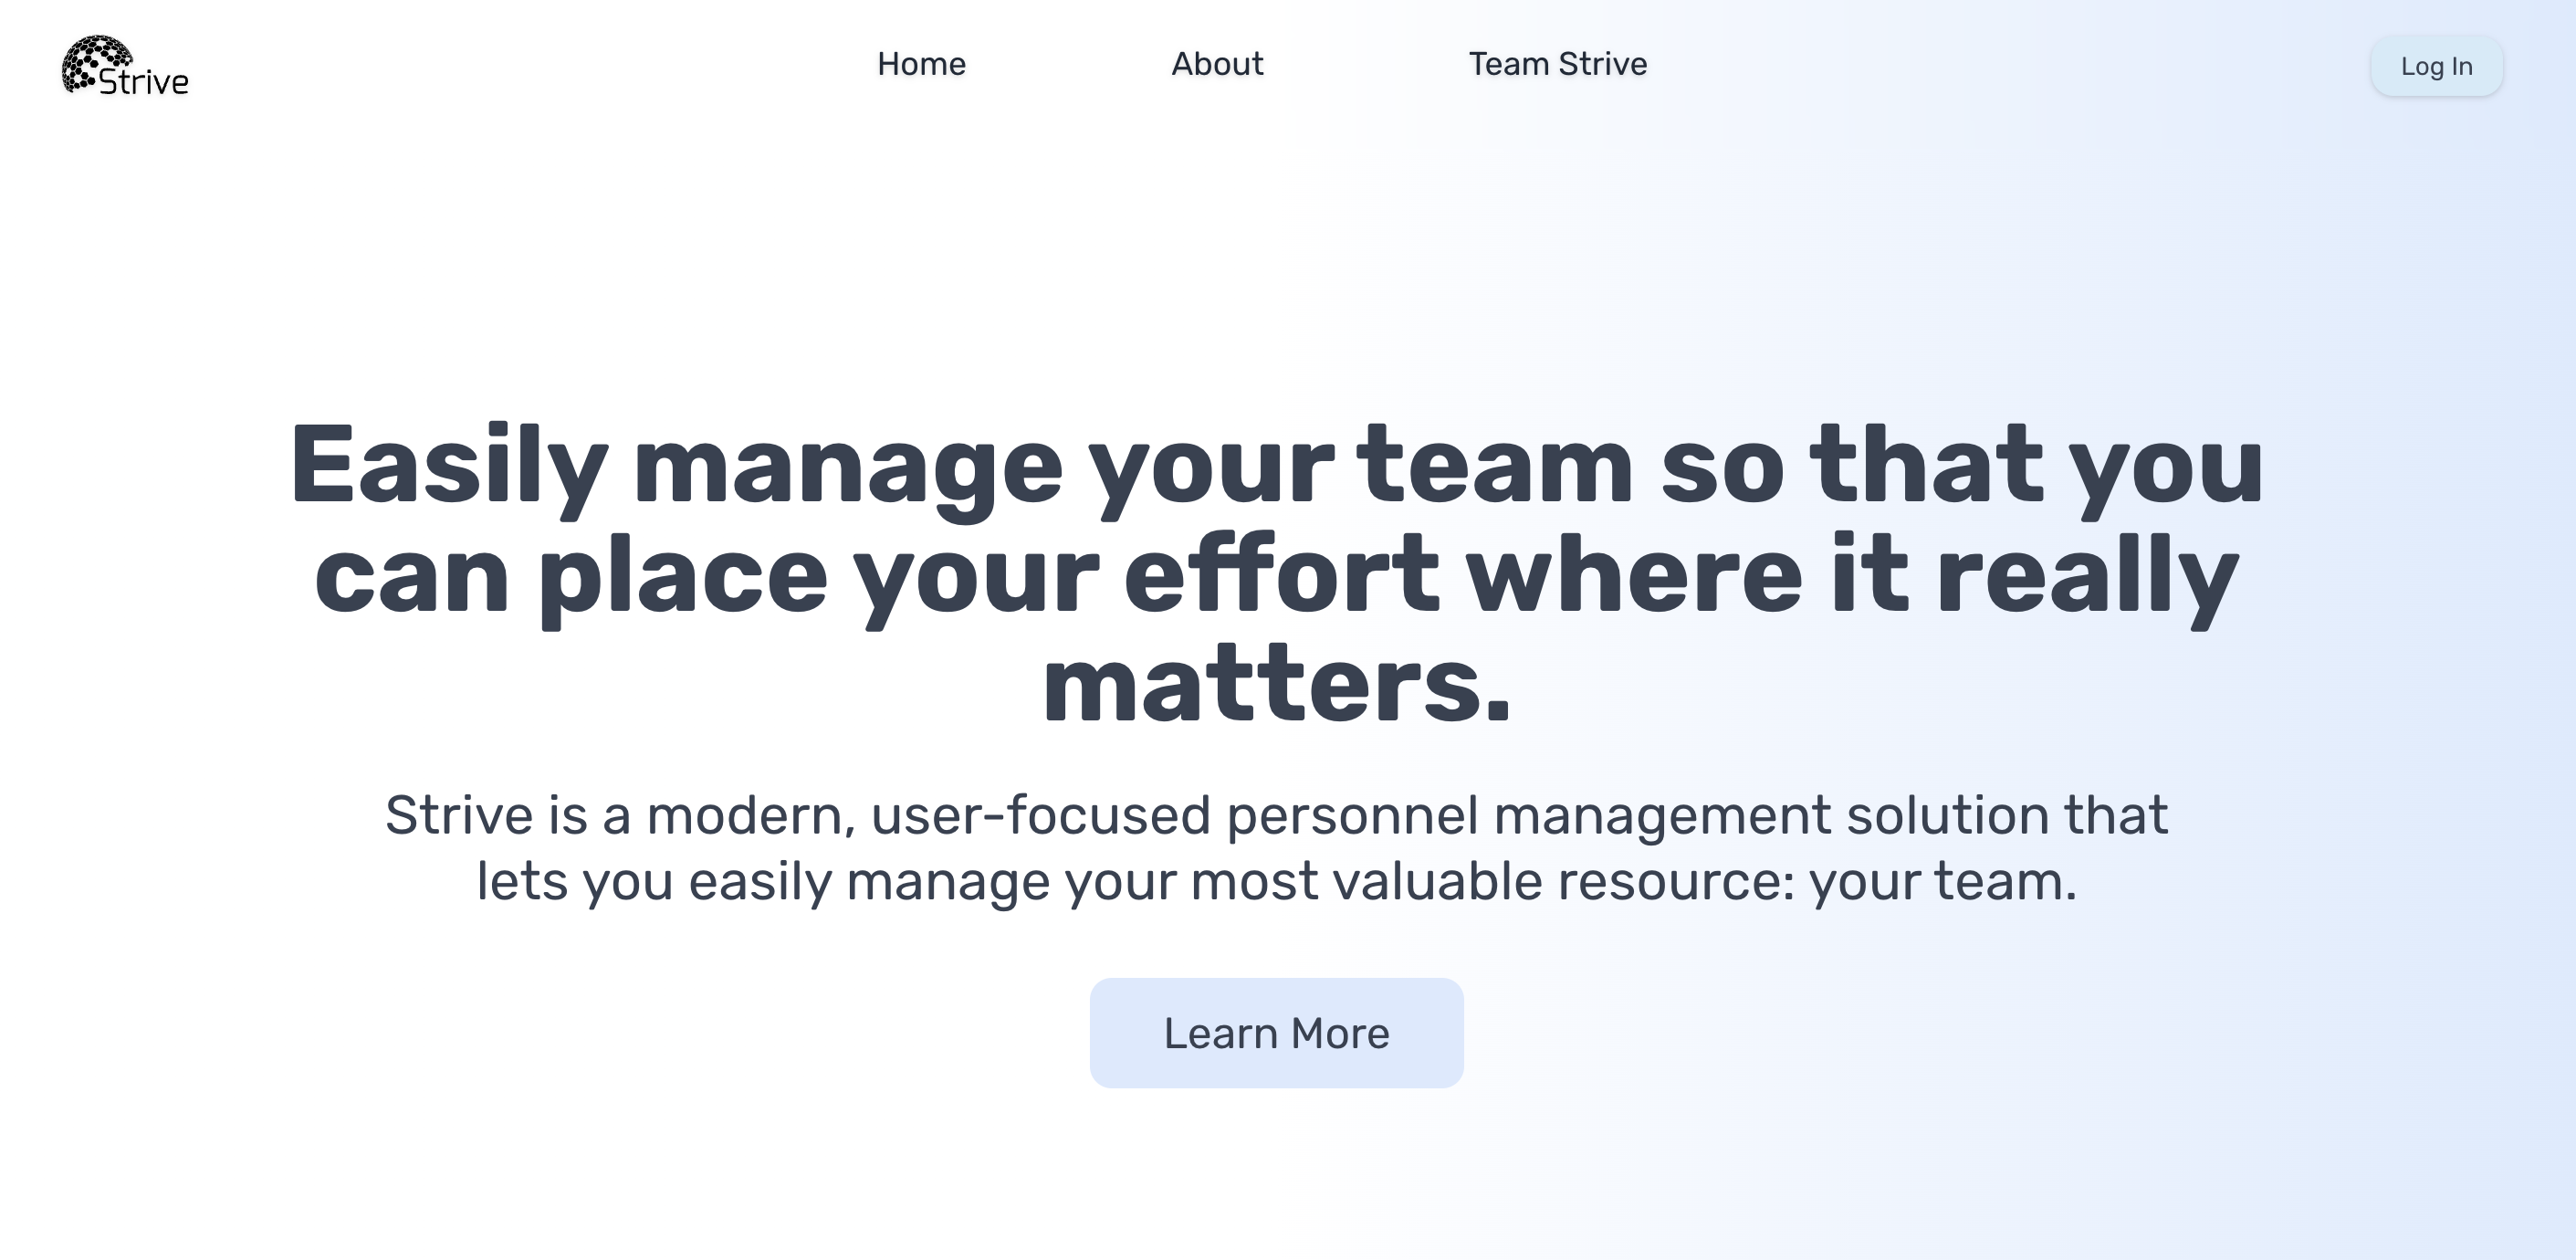 Strive
Home
About
Team Strive
Log In
Easily manage your team so that you
can place your effort where it really
matters.
Strive is a modern, user-focused personnel management solution that
lets you easily manage your most valuable resource: your team.
Learn More